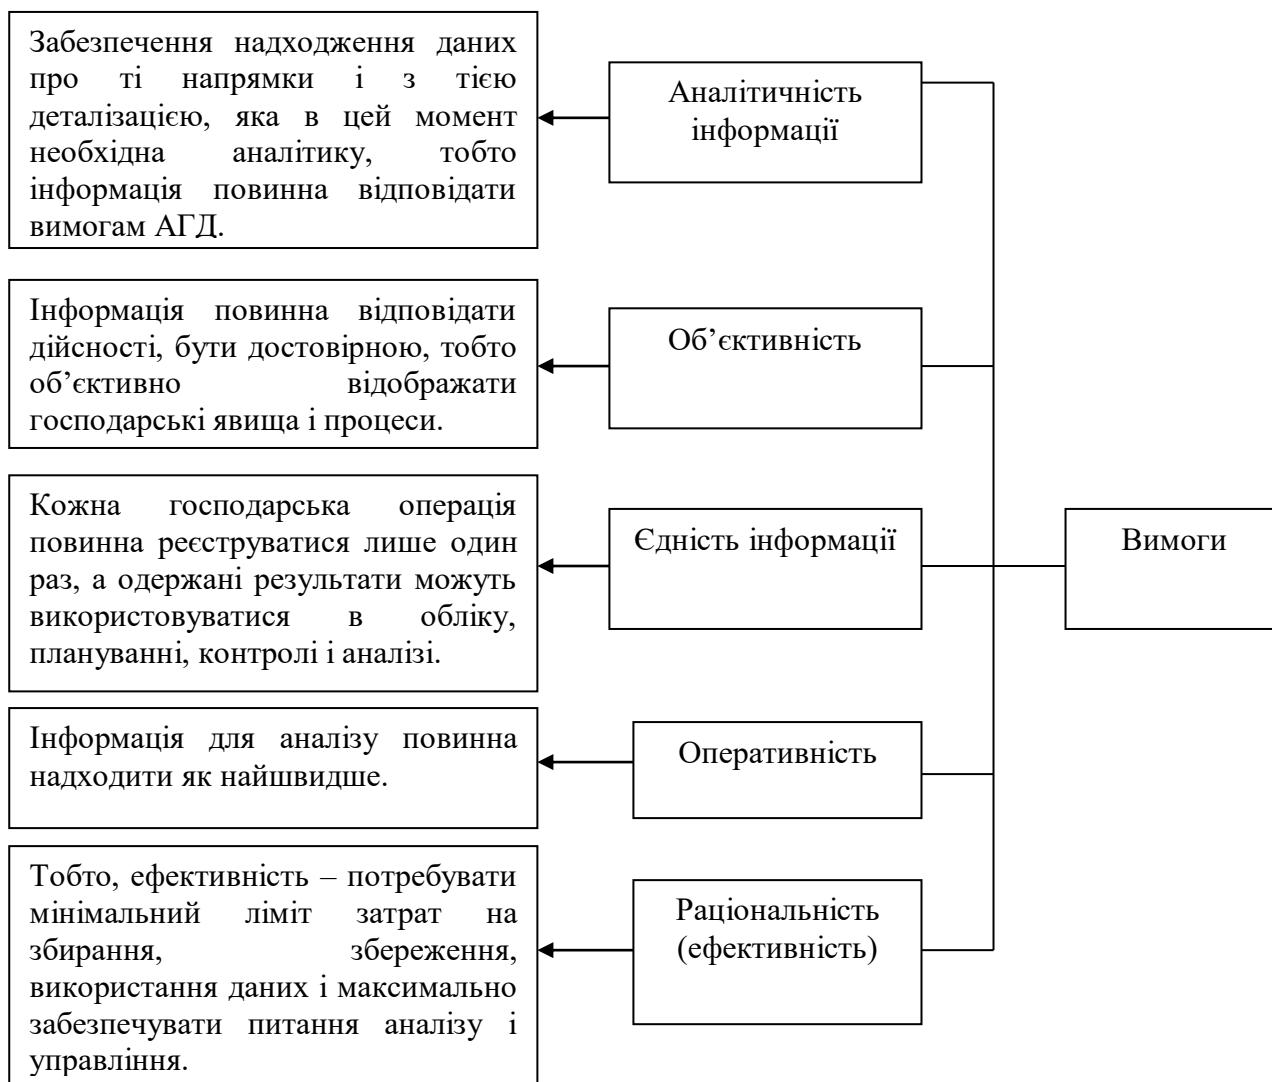 Забезпечення надходження даних
про ті напрямки і з тією
деталізацією, яка в цей момент
необхідна аналітику, тобто
інформація повинна відповідати
вимогам АГД.
Аналітичність
інформації
Інформація повинна відповідати
дійсності, бути достовірною, тобто
об’єктивно відображати
господарські явища і процеси.
Об’єктивність
Кожна господарська операція
повинна реєструватися лише один
раз, а одержані результати можуть
використовуватися в обліку,
плануванні, контролі і аналізі.
Єдність інформації
Вимоги
Інформація для аналізу повинна
надходити як найшвидше.
Оперативність
Тобто, ефективність – потребувати
мінімальний ліміт затрат на
збирання, збереження,
використання даних і максимально
забезпечувати питання аналізу і
управління.
Раціональність
(ефективність)